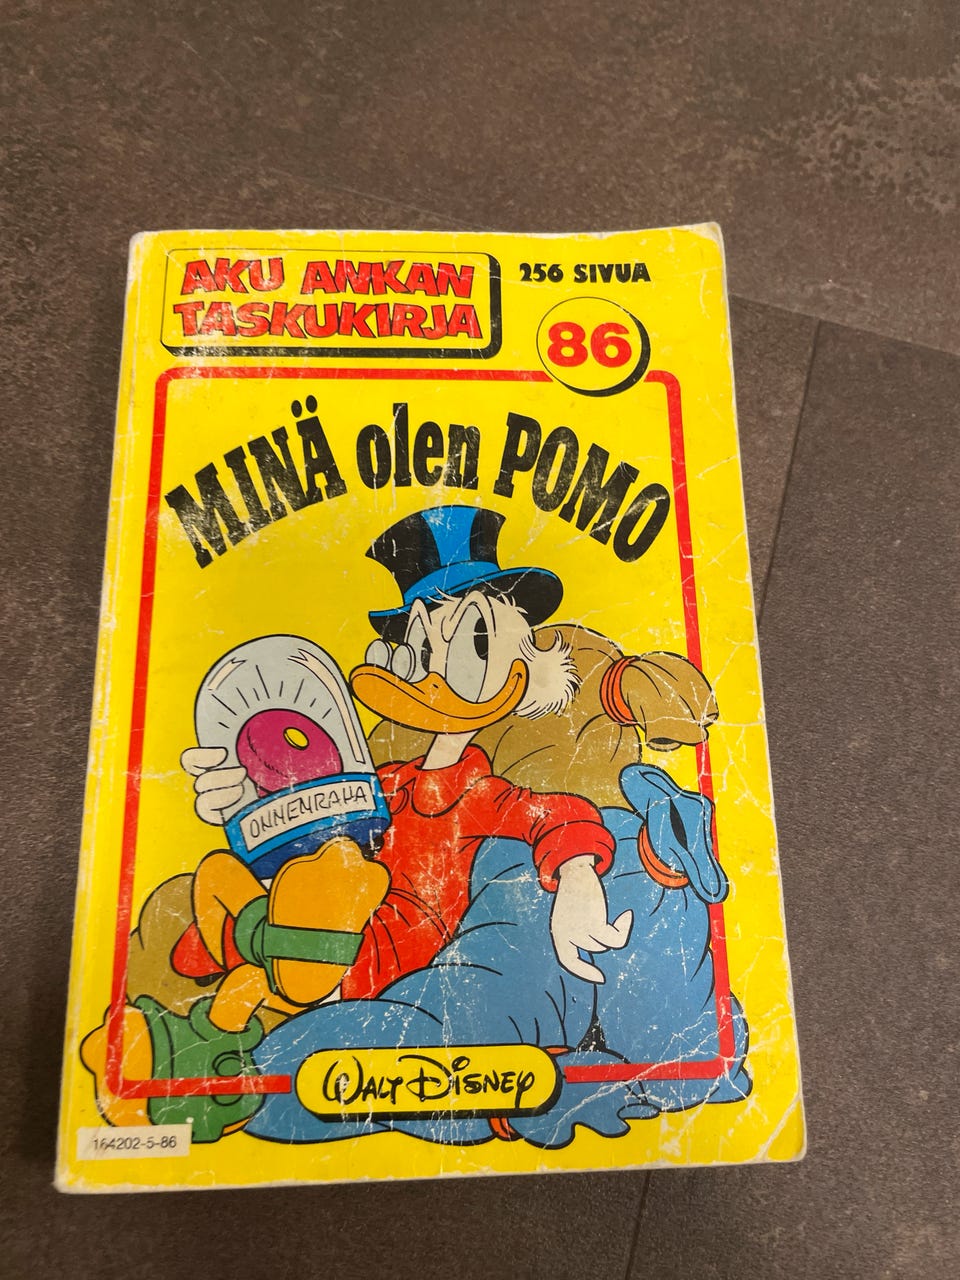 AKU ANKAN
TASKUKIRJA
256 SIVUA
86
MINÄ olen POMO
ONNENRAHA
WALT DISNEY
164202-5-86